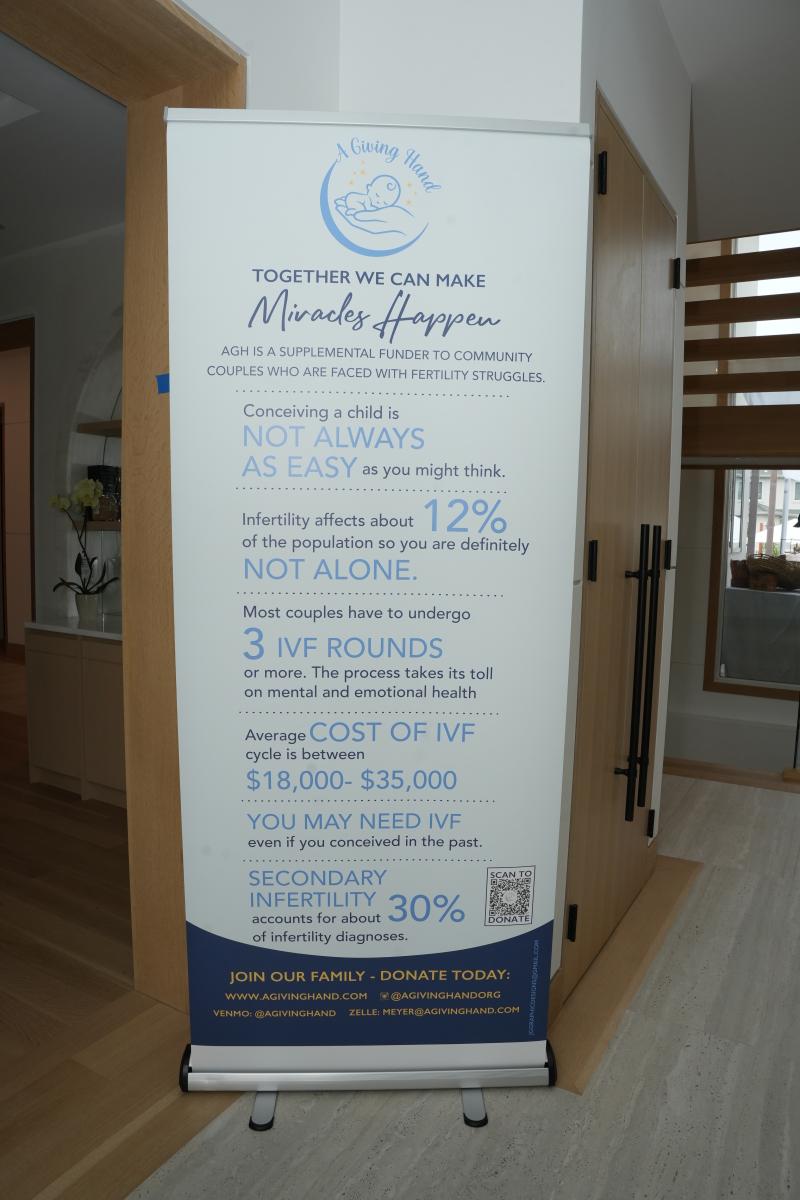 A Giving Hand
TOGETHER WE CAN MAKE
Miracles Happen
AGH IS A SUPPLEMENTAL FUNDER TO COMMUNITY
COUPLES WHO ARE FACED WITH FERTILITY STRUGGLES.
Conceiving a child is
NOT ALWAYS
AS EASY as you might think.
Infertility affects about 12%
of the population so you are definitely
NOT ALONE.
Most couples have to undergo
3 IVF ROUNDS
or more. The process takes its toll
on mental and emotional health
Average COST OF IVF
cycle is between
$18,000- $35,000
YOU MAY NEED IVF
even if you conceived in the past.
SECONDARY
INFERTILITY
accounts for about 30%
of infertility diagnoses.
SCAN TO
DONATE
JOIN OUR FAMILY - DONATE TODAY:
WWW.AGIVINGHAND.COM @AGIVINGHANDORG
VENMO: @AGIVINGHAND ZELLE: MEYER@AGIVINGHAND.COM